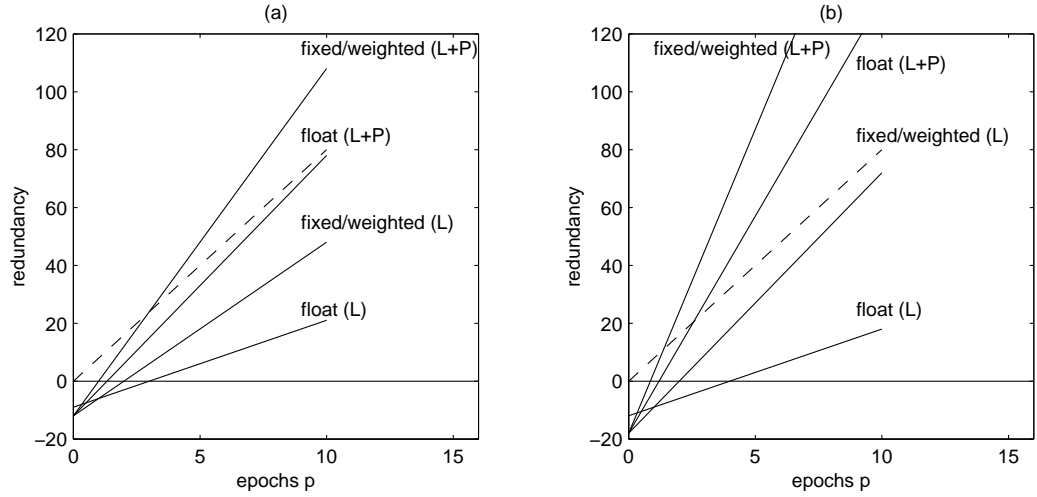 (a)
fixed/weighted (L+P)
float (L+P)
fixed/weighted (L)
float (L)
120
100
80
60
40
20
0
−20
redundancy
0 5 10 15
epochs p
(b)
fixed/weighted (L+P)
float (L+P)
fixed/weighted (L)
float (L)
120
100
80
60
40
20
0
−20
redundancy
0 5 10 15
epochs p